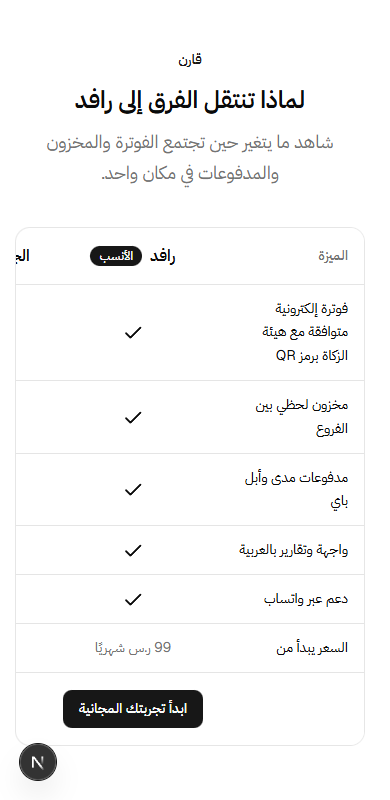 قارن
لماذا تنتقل الفرق إلى رافد
شاهد ما يتغير حين تجتمع الفوترة والمخزون
والمدفوعات في مكان واحد.
الميزة رافد الأنسب
فوترة إلكترونية
متوافقة مع هيئة
الزكاة برمز QR
مخزون لحظي بين
الفروع
مدفوعات مدى وأبل
باي
واجهة وتقارير بالعربية
دعم عبر واتساب
السعر يبدأ من 99 ر.س شهريًا
ابدأ تجربتك المجانية
N